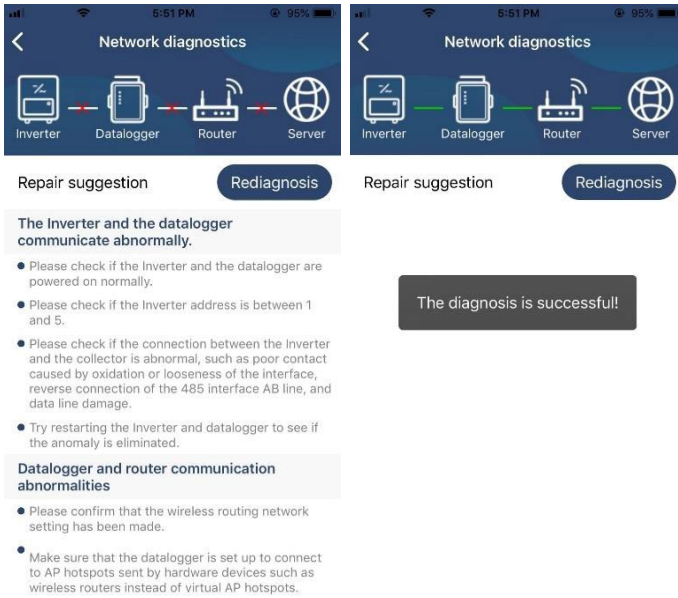 5:51 PM
95%
Network diagnostics
Inverter Datalogger Router Server
Repair suggestion Rediagnosis
The Inverter and the datalogger
communicate abnormally.
Please check if the Inverter and the datalogger are
powered on normally.
Please check if the Inverter address is between 1
and 5.
Please check if the connection between the Inverter
and the collector is abnormal, such as poor contact
caused by oxidation or looseness of the interface,
reverse connection of the 485 interface AB line, and
data line damage.
Try restarting the Inverter and datalogger to see if
the anomaly is eliminated.
Datalogger and router communication
abnormalities
Please confirm that the wireless routing network
setting has been made.
Make sure that the datalogger is set up to connect
to AP hotspots sent by hardware devices such as
wireless routers instead of virtual AP hotspots.
5:51 PM
95%
Network diagnostics
Inverter Datalogger Router Server
Repair suggestion Rediagnosis
The diagnosis is successful!